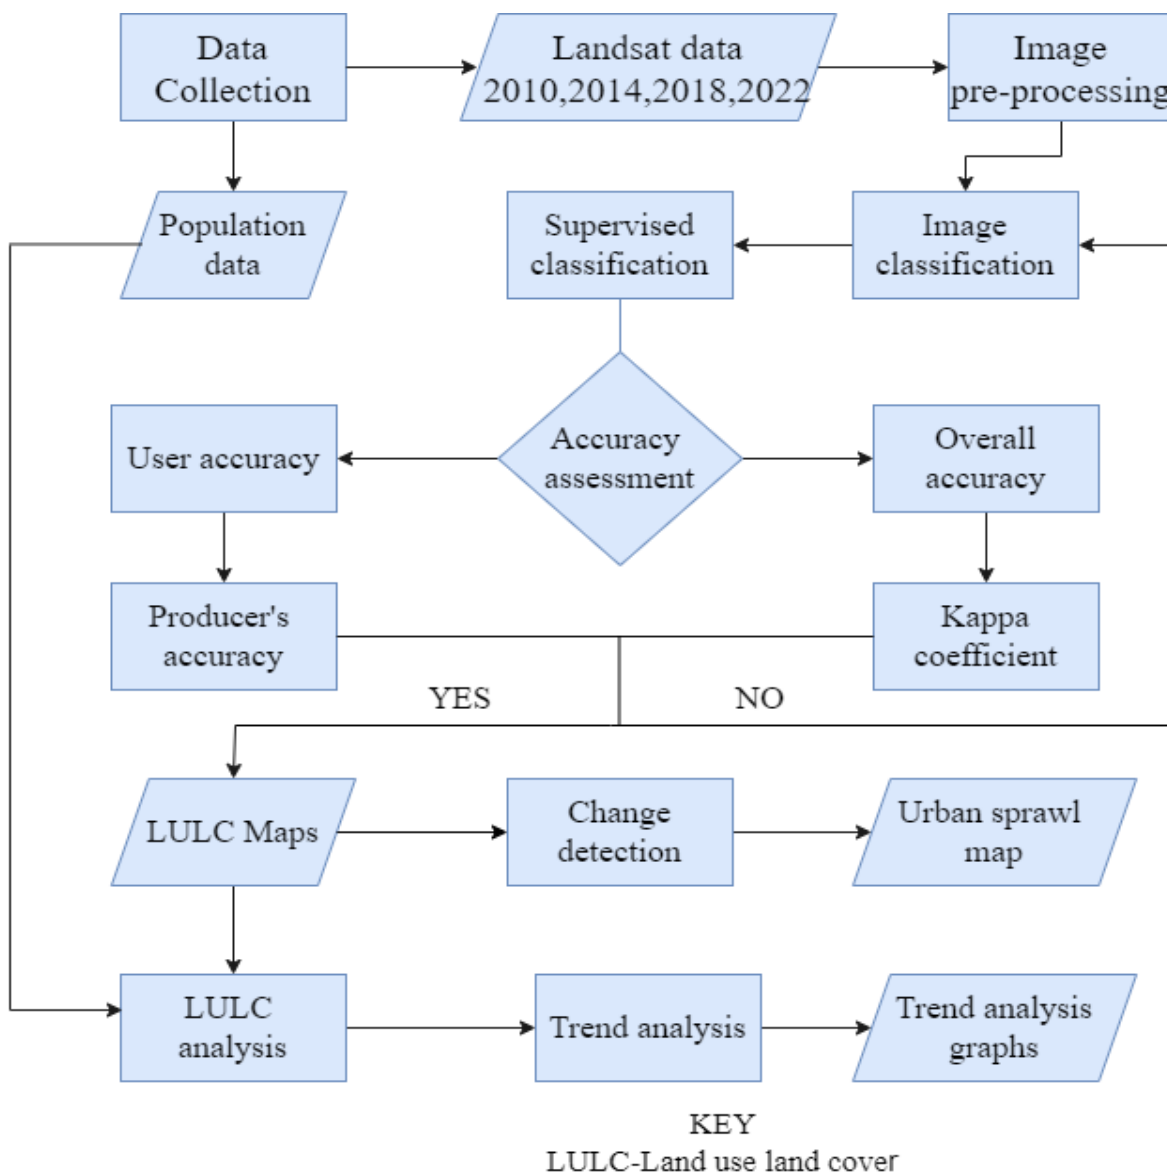 Data
Collection
Landsat data
2010,2014,2018,2022
Image
pre-processing
Population
data
Supervised
classification
Image
classification
User accuracy
Accuracy
assessment
Overall
accuracy
Producer's
accuracy
Kappa
coefficient
YES
NO
LULC Maps
Change
detection
Urban sprawl
map
LULC
analysis
Trend analysis
Trend analysis
graphs
KEY
LULC-Land use land cover